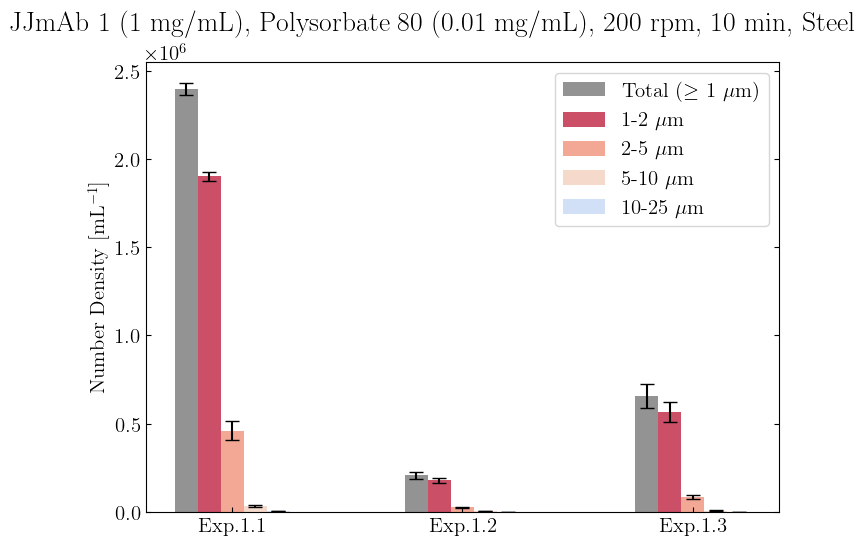 JJmAb 1 (1 mg/mL), Polysorbate 80 (0.01 mg/mL), 200 rpm, 10 min, Steel
×10⁶
2.5
2.0
1.5
1.0
0.5
0.0
Number Density [mL⁻¹]
Total (≥ 1 μm)
1-2 μm
2-5 μm
5-10 μm
10-25 μm
Exp.1.1
Exp.1.2
Exp.1.3